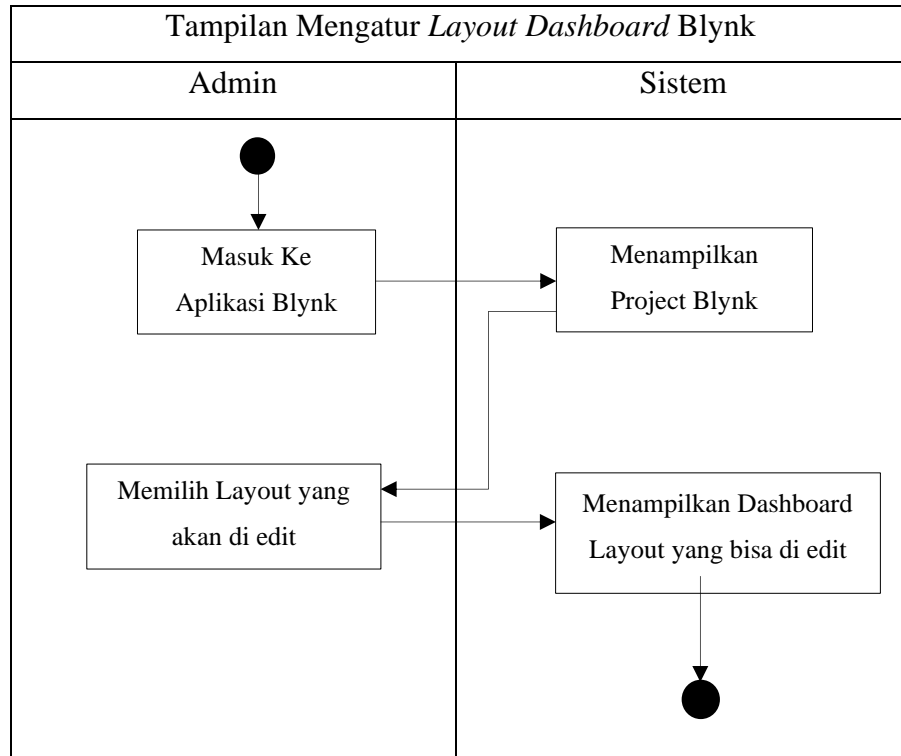 Tampilan Mengatur Layout Dashboard Blynk
Admin
Sistem
Masuk Ke
Aplikasi Blynk
Menampilkan
Project Blynk
Memilih Layout yang
akan di edit
Menampilkan Dashboard
Layout yang bisa di edit